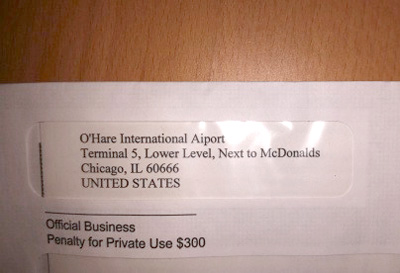 O'Hare International Aiport
Terminal 5, Lower Level, Next to McDonalds
Chicago, IL 60666
UNITED STATES
Official Business
Penalty for Private Use $300